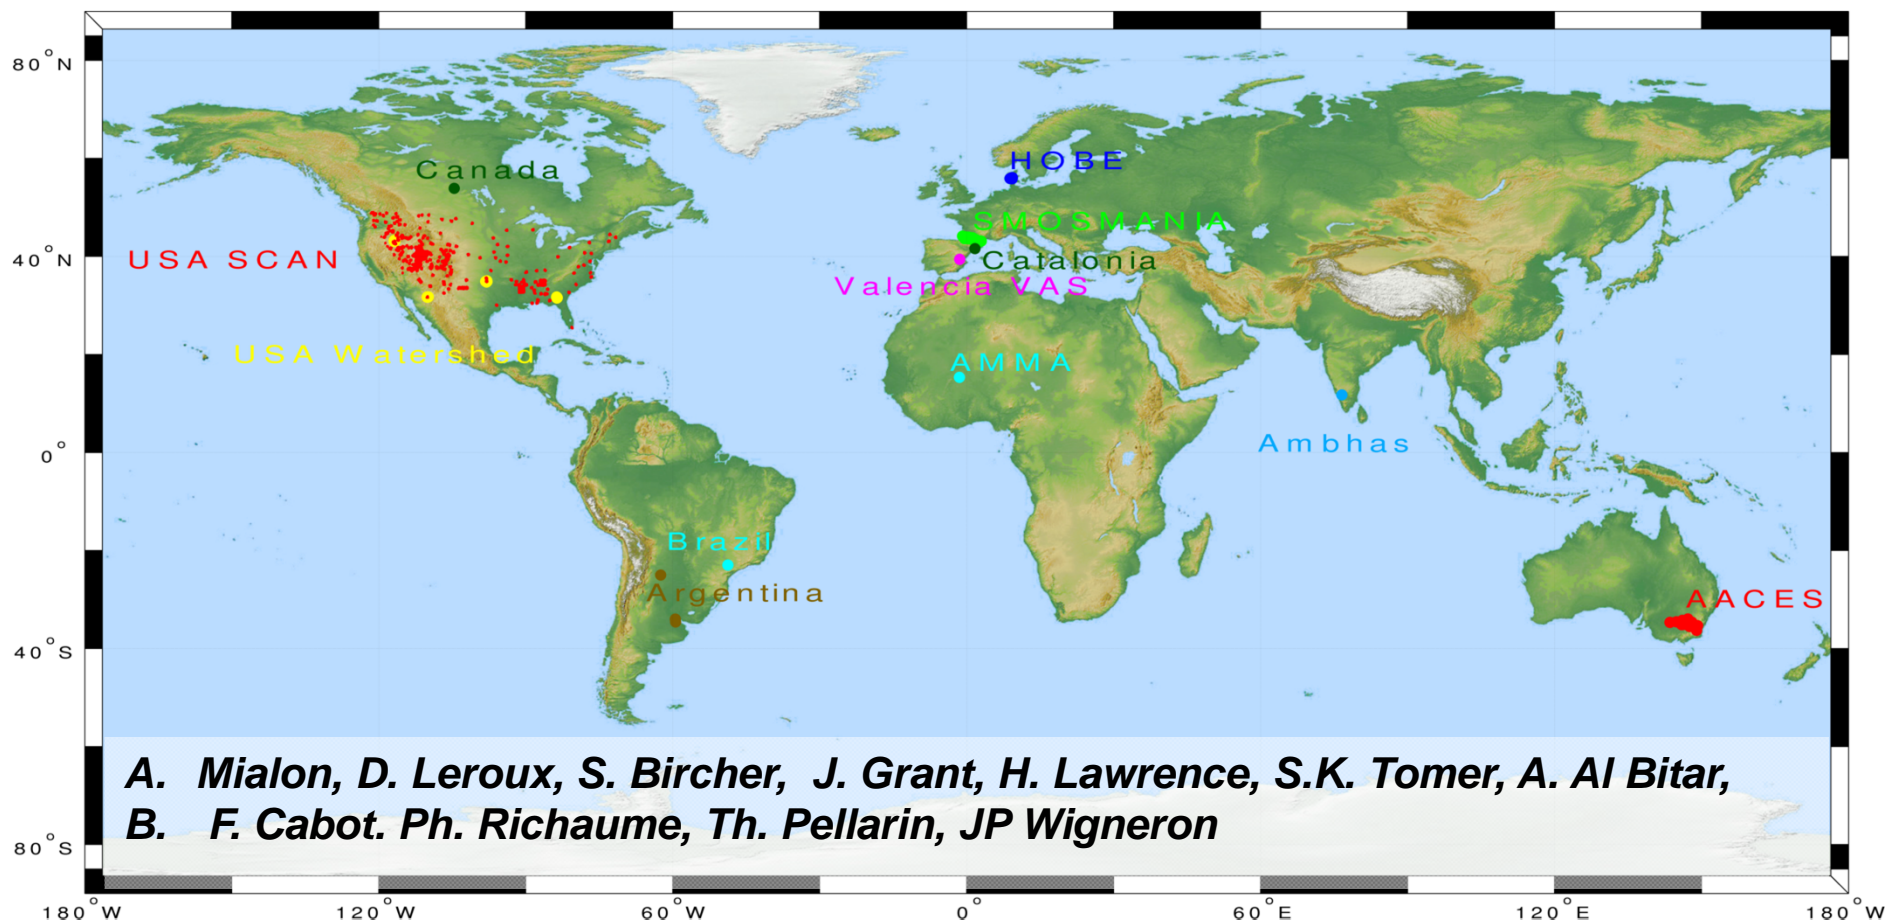 80°N
Canada
HOBE
SMOSMANIA
USA SCAN
40°N
Catalonia
Valencia VAS
USA Watershed
AMMA
Ambhas
0°
Brazil
Argentina
AACES
40°S
A. Mialon, D. Leroux, S. Bircher, J. Grant, H. Lawrence, S.K. Tomer, A. Al Bitar,
B. F. Cabot. Ph. Richaume, Th. Pellarin, JP Wigneron
80°S
180°W 120°W 60°W 0° 60°E 120°E 180°W